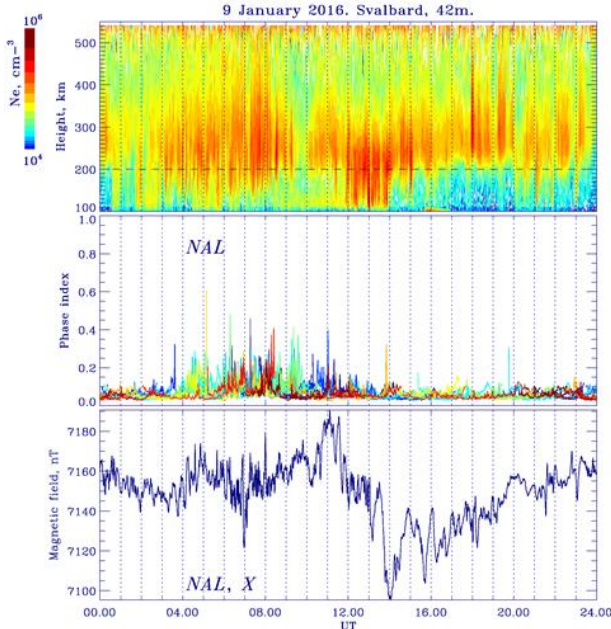 9 January 2016. Svalbard, 42m.
10⁶
Ne, cm⁻³
10⁴
Height, km
500
400
300
200
100
NAL
Phase index
1.0
0.8
0.6
0.4
0.2
0.0
Magnetic field, nT
7180
7160
7140
7120
7100
NAL, X
00.00 04.00 08.00 12.00 16.00 20.00 24.00
UT